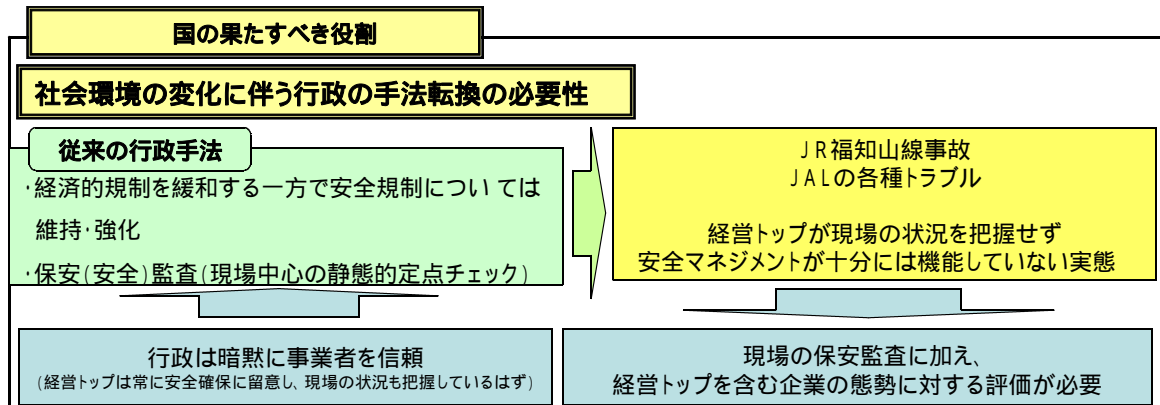 国の果たすべき役割
社会環境の変化に伴う行政の手法転換の必要性
従来の行政手法
・経済的規制を緩和する一方で安全規制については
維持・強化
・保安(安全)監査(現場中心の静態的定点チェック)
JR福知山線事故
JALの各種トラブル
経営トップが現場の状況を把握せず
安全マネジメントが十分には機能していない実態
行政は暗黙に事業者を信頼
(経営トップは常に安全確保に留意し、現場の状況も把握しているはず)
現場の保安監査に加え、
経営トップを含む企業の態勢に対する評価が必要